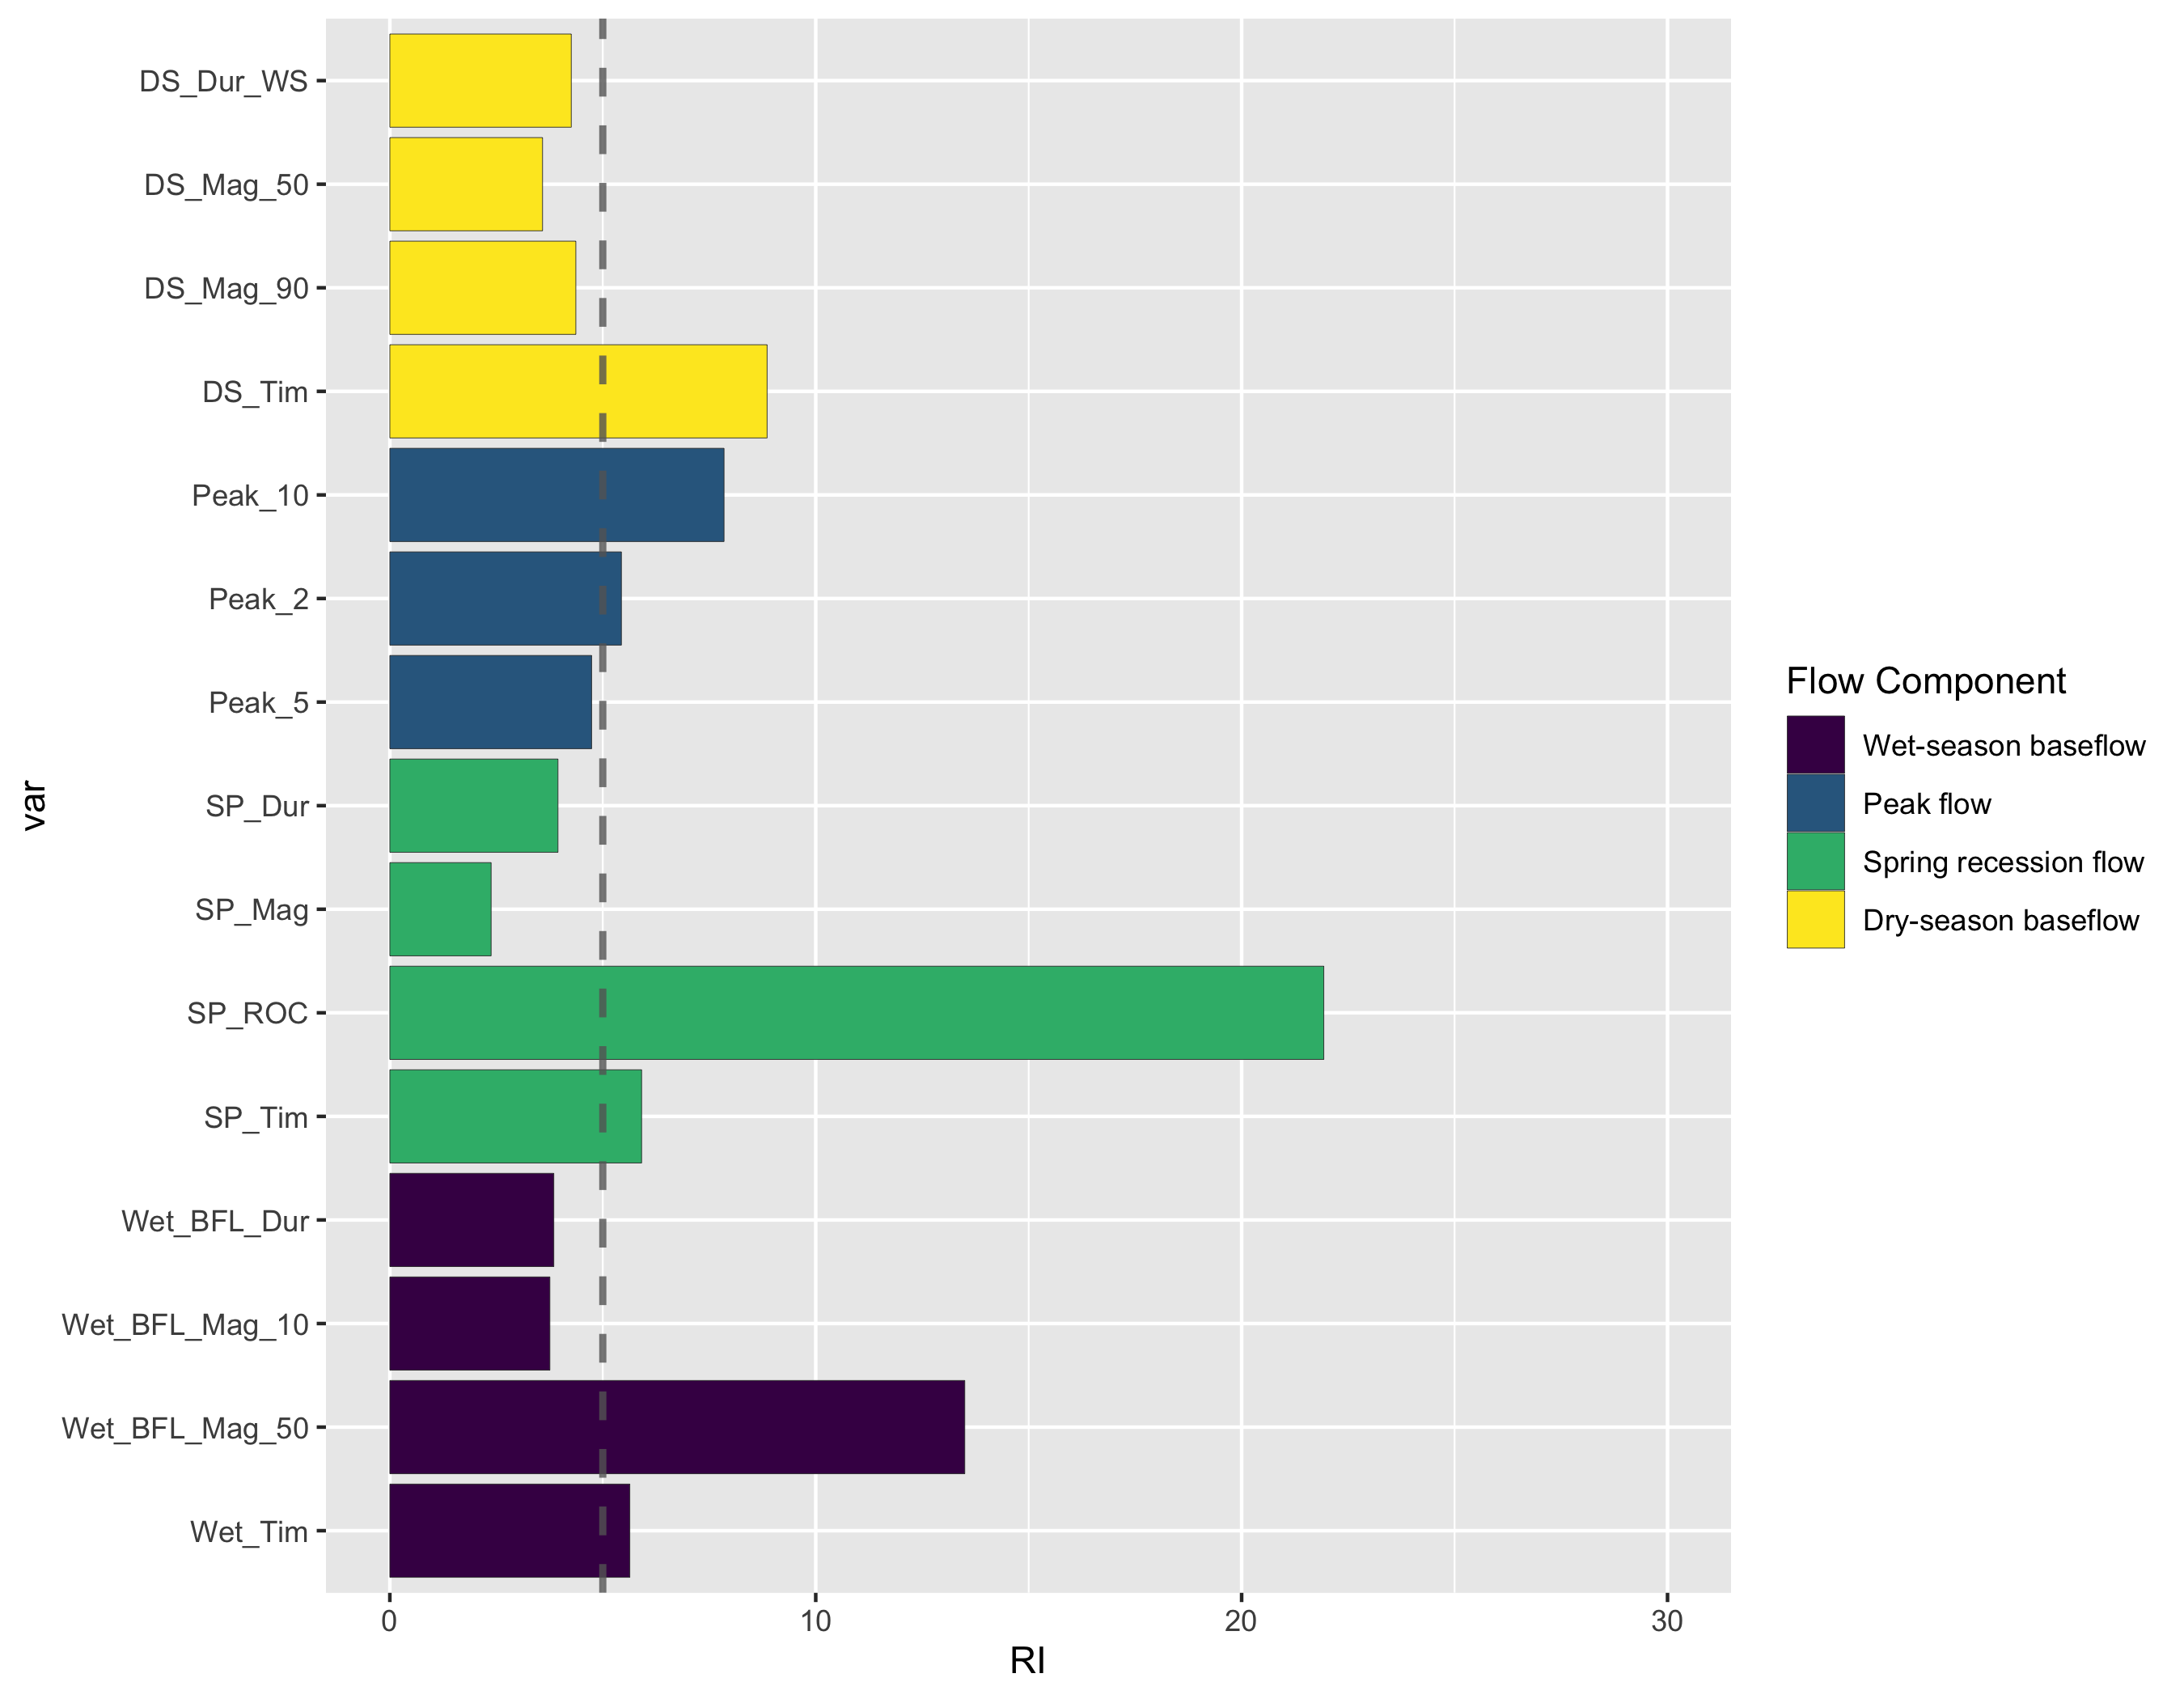 DS_Dur_WS
DS_Mag_50
DS_Mag_90
DS_Tim
Peak_10
Peak_2
Peak_5
SP_Dur
SP_Mag
SP_ROC
SP_Tim
Wet_BFL_Dur
Wet_BFL_Mag_10
Wet_BFL_Mag_50
Wet_Tim
var
0 10 20 30
RI
Flow Component
Wet-season baseflow
Peak flow
Spring recession flow
Dry-season baseflow